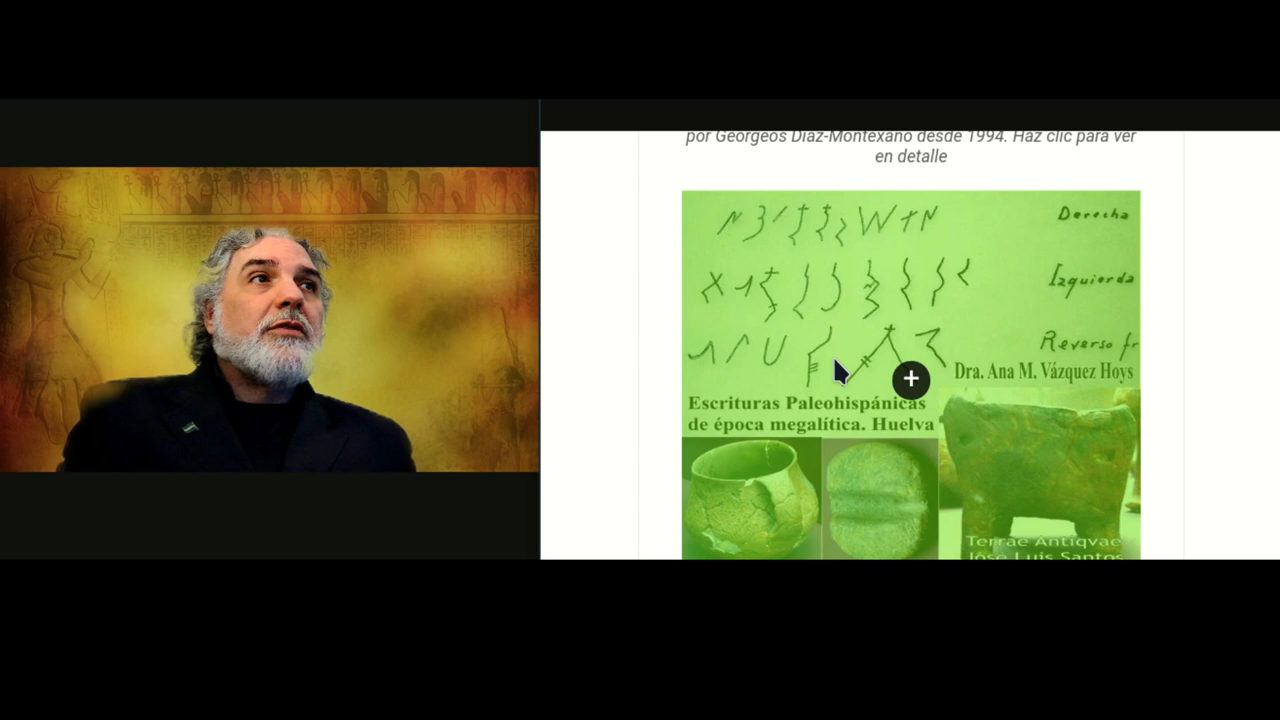 por Georgeos Díaz-Montexano desde 1994. Haz clic para ver
en detalle
Derecha
Izquierda
Reverso fr
Dra. Ana M. Vázquez Hoys
Escrituras Paleohispánicas
de época megalítica. Huelva
Terrae Antiqvae
José Luis Santos